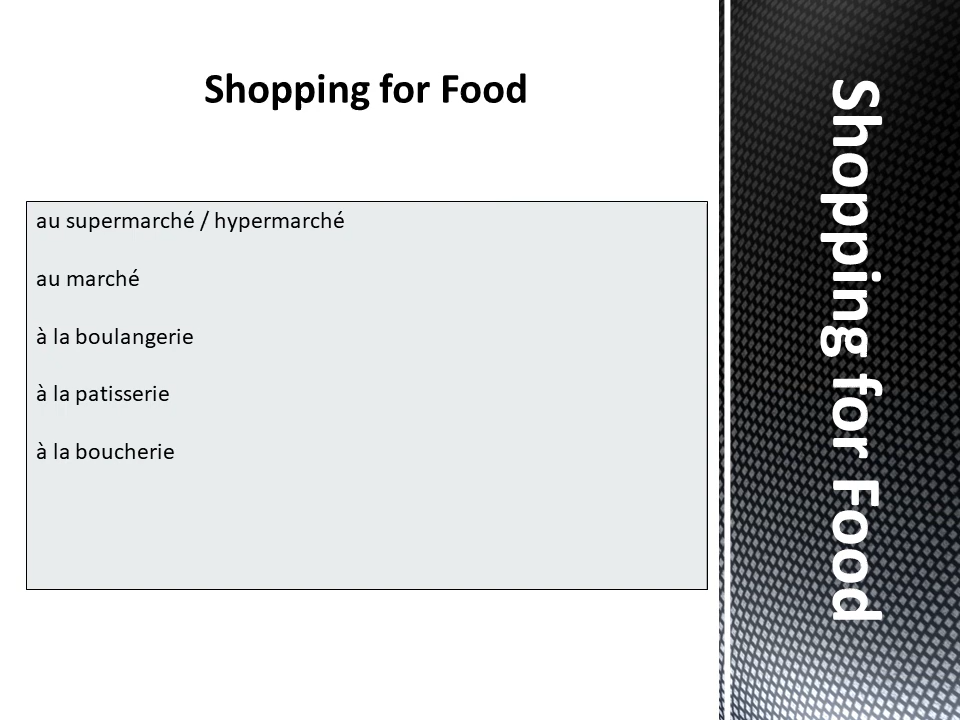 Shopping for Food
au supermarché / hypermarché
au marché
à la boulangerie
à la patisserie
à la boucherie
Shopping for Food